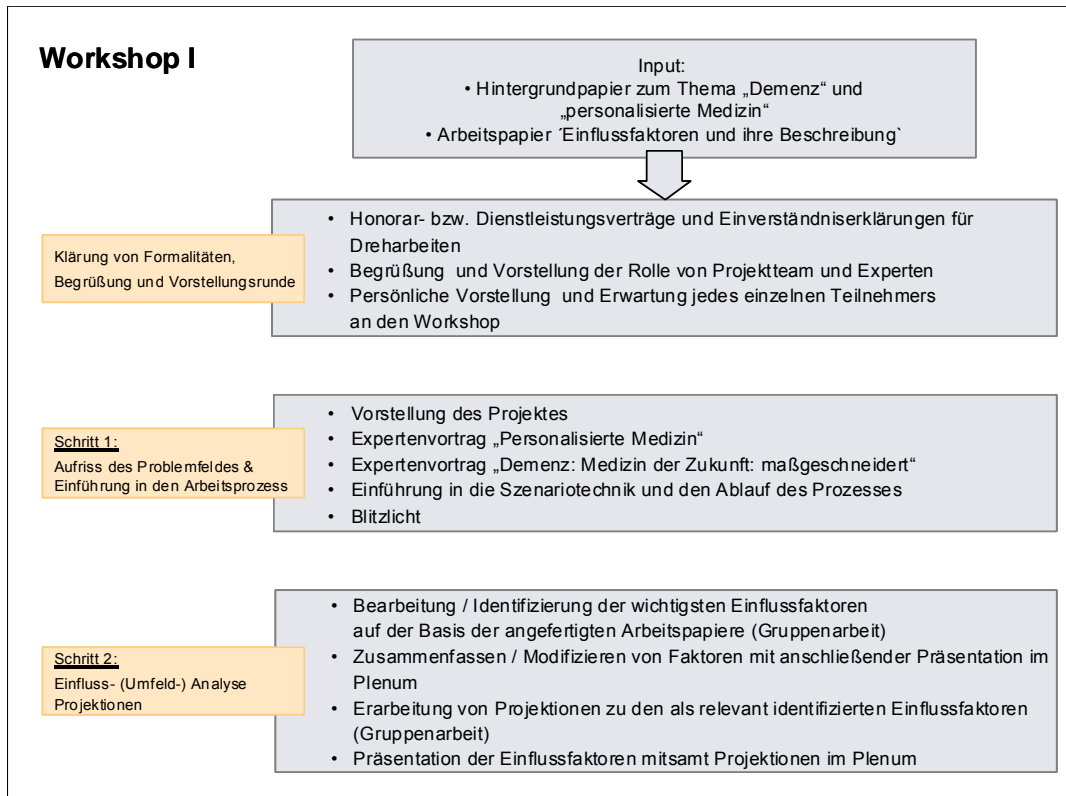 Workshop I
Input:
• Hintergrundpapier zum Thema „Demenz“ und
„personalisierte Medizin“
• Arbeitspapier ´Einflussfaktoren und ihre Beschreibung`
Klärung von Formalitäten,
Begrüßung und Vorstellungsrunde
• Honorar- bzw. Dienstleistungsverträge und Einverständniserklärungen für
Dreharbeiten
• Begrüßung und Vorstellung der Rolle von Projektteam und Experten
• Persönliche Vorstellung und Erwartung jedes einzelnen Teilnehmers
an den Workshop
Schritt 1:
Aufriss des Problemfeldes &
Einführung in den Arbeitsprozess
• Vorstellung des Projektes
• Expertenvortrag „Personalisierte Medizin“
• Expertenvortrag „Demenz: Medizin der Zukunft: maßgeschneidert“
• Einführung in die Szenariotechnik und den Ablauf des Prozesses
• Blitzlicht
Schritt 2:
Einfluss- (Umfeld-) Analyse
Projektionen
• Bearbeitung / Identifizierung der wichtigsten Einflussfaktoren
auf der Basis der angefertigten Arbeitspapiere (Gruppenarbeit)
• Zusammenfassen / Modifizieren von Faktoren mit anschließender Präsentation im
Plenum
• Erarbeitung von Projektionen zu den als relevant identifizierten Einflussfaktoren
(Gruppenarbeit)
• Präsentation der Einflussfaktoren mitsamt Projektionen im Plenum